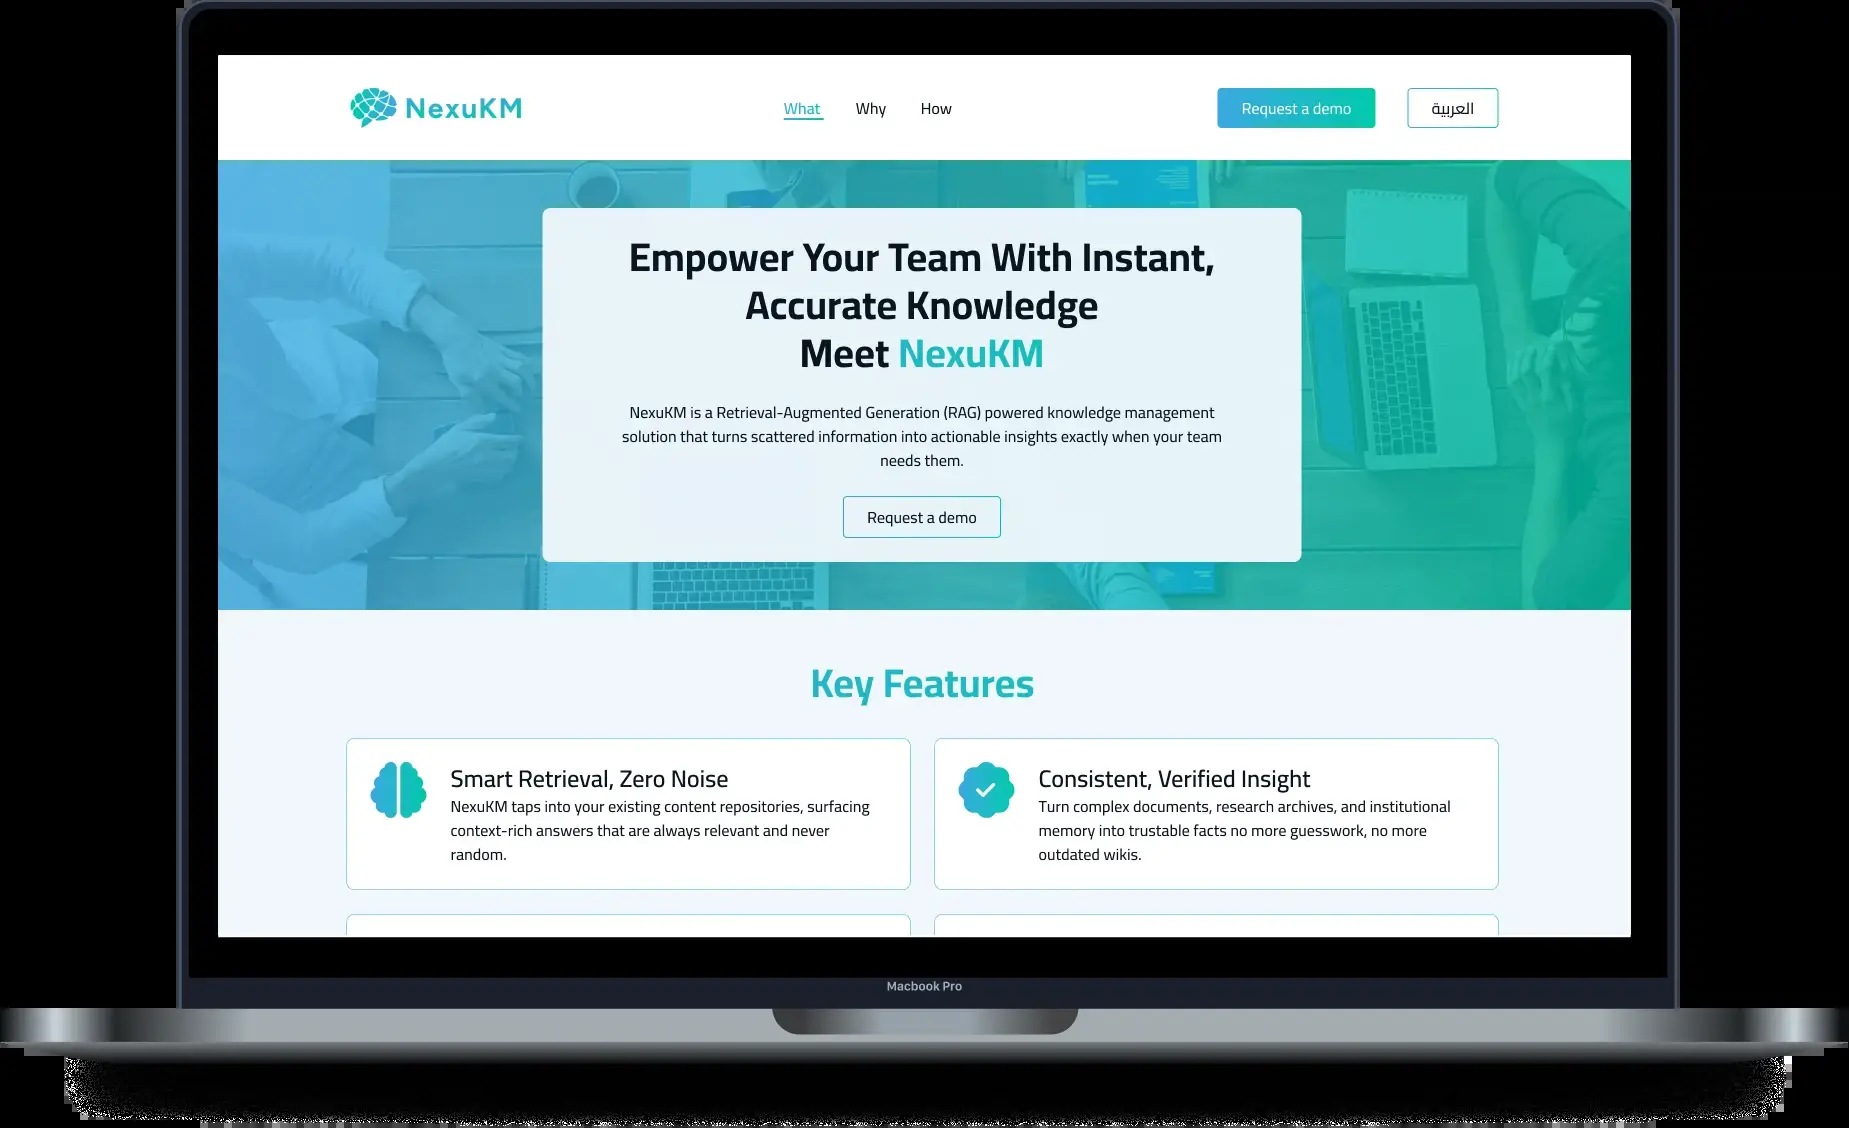 NexuKM
What
Why
How
Request a demo
العربية
Empower Your Team With Instant,
Accurate Knowledge
Meet NexuKM
NexuKM is a Retrieval-Augmented Generation (RAG) powered knowledge management
solution that turns scattered information into actionable insights exactly when your team
needs them.
Request a demo
Key Features
Smart Retrieval, Zero Noise
NexuKM taps into your existing content repositories, surfacing
context-rich answers that are always relevant and never
random.
Consistent, Verified Insight
Turn complex documents, research archives, and institutional
memory into trustable facts no more guesswork, no more
outdated wikis.
Macbook Pro